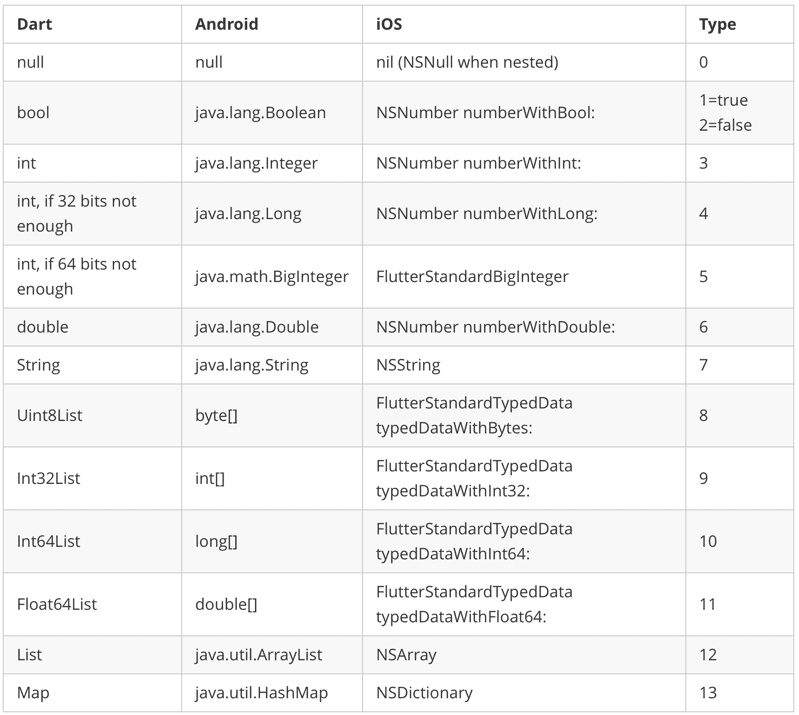 Dart Android iOS Type
null null nil (NSNull when nested) 0
bool java.lang.Boolean NSNumber numberWithBool: 1=true
2=false
int java.lang.Integer NSNumber numberWithInt: 3
int, if 32 bits not
enough java.lang.Long NSNumber numberWithLong: 4
int, if 64 bits not
enough java.math.BigInteger FlutterStandardBigInteger 5
double java.lang.Double NSNumber numberWithDouble: 6
String java.lang.String NSString 7
Uint8List byte[] FlutterStandardTypedData
typedDataWithBytes: 8
Int32List int[] FlutterStandardTypedData
typedDataWithInt32: 9
Int64List long[] FlutterStandardTypedData
typedDataWithInt64: 10
Float64List double[] FlutterStandardTypedData
typedDataWithFloat64: 11
List java.util.ArrayList NSArray 12
Map java.util.HashMap NSDictionary 13